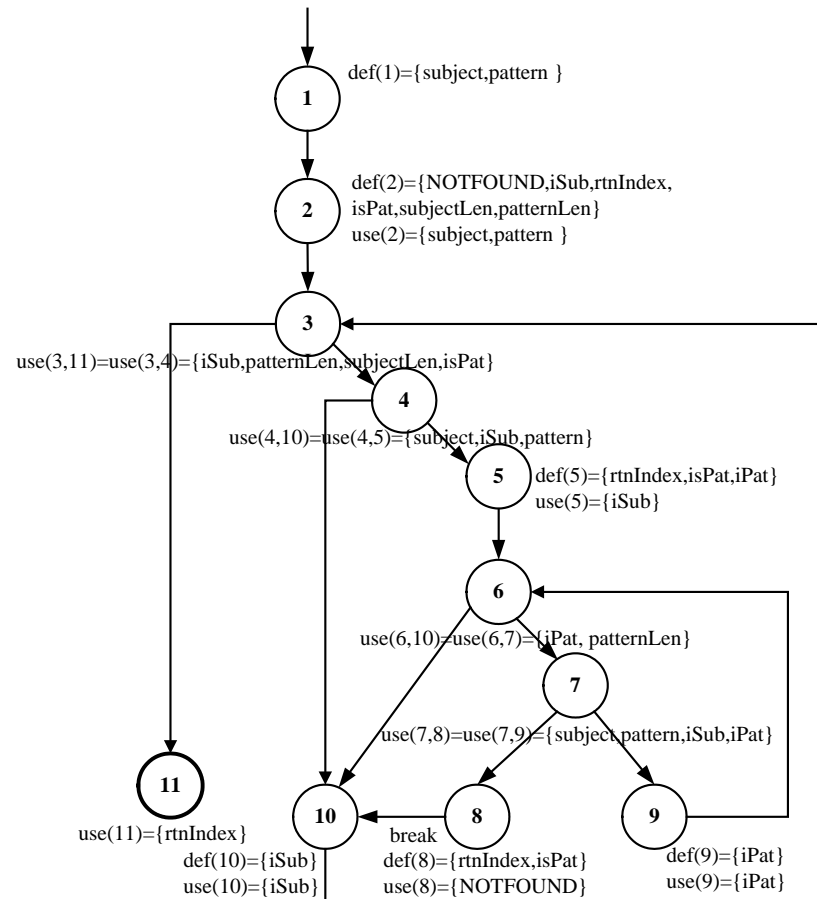 def(1)={subject,pattern }
1
def(2)={NOTFOUND,iSub,rtnIndex,
isPat,subjectLen,patternLen}
use(2)={subject,pattern }
2
3
use(3,11)=use(3,4)={iSub,patternLen,subjectLen,isPat}
4
use(4,10)=use(4,5)={subject,iSub,pattern}
5
def(5)={rtnIndex,isPat,iPat}
use(5)={iSub}
6
use(6,10)=use(6,7)={iPat, patternLen}
7
use(7,8)=use(7,9)={subject,pattern,iSub,iPat}
11
use(11)={rtnIndex}
10
def(10)={iSub}
use(10)={iSub}
break
8
def(8)={rtnIndex,isPat}
use(8)={NOTFOUND}
9
def(9)={iPat}
use(9)={iPat}